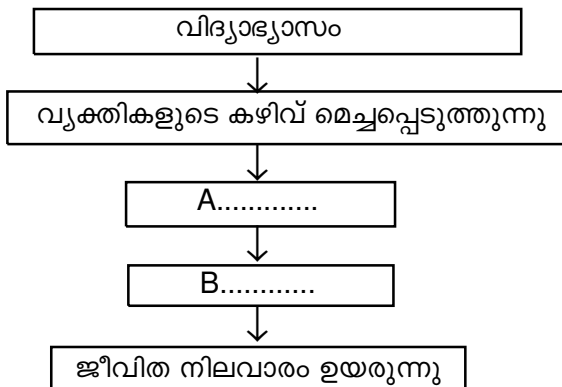 വിദ്യാഭ്യാസം
വ്യക്തികളുടെ കഴിവ് മെച്ചപ്പെടുത്തുന്നു
A.............
B............
ജീവിത നിലവാരം ഉയരുന്നു